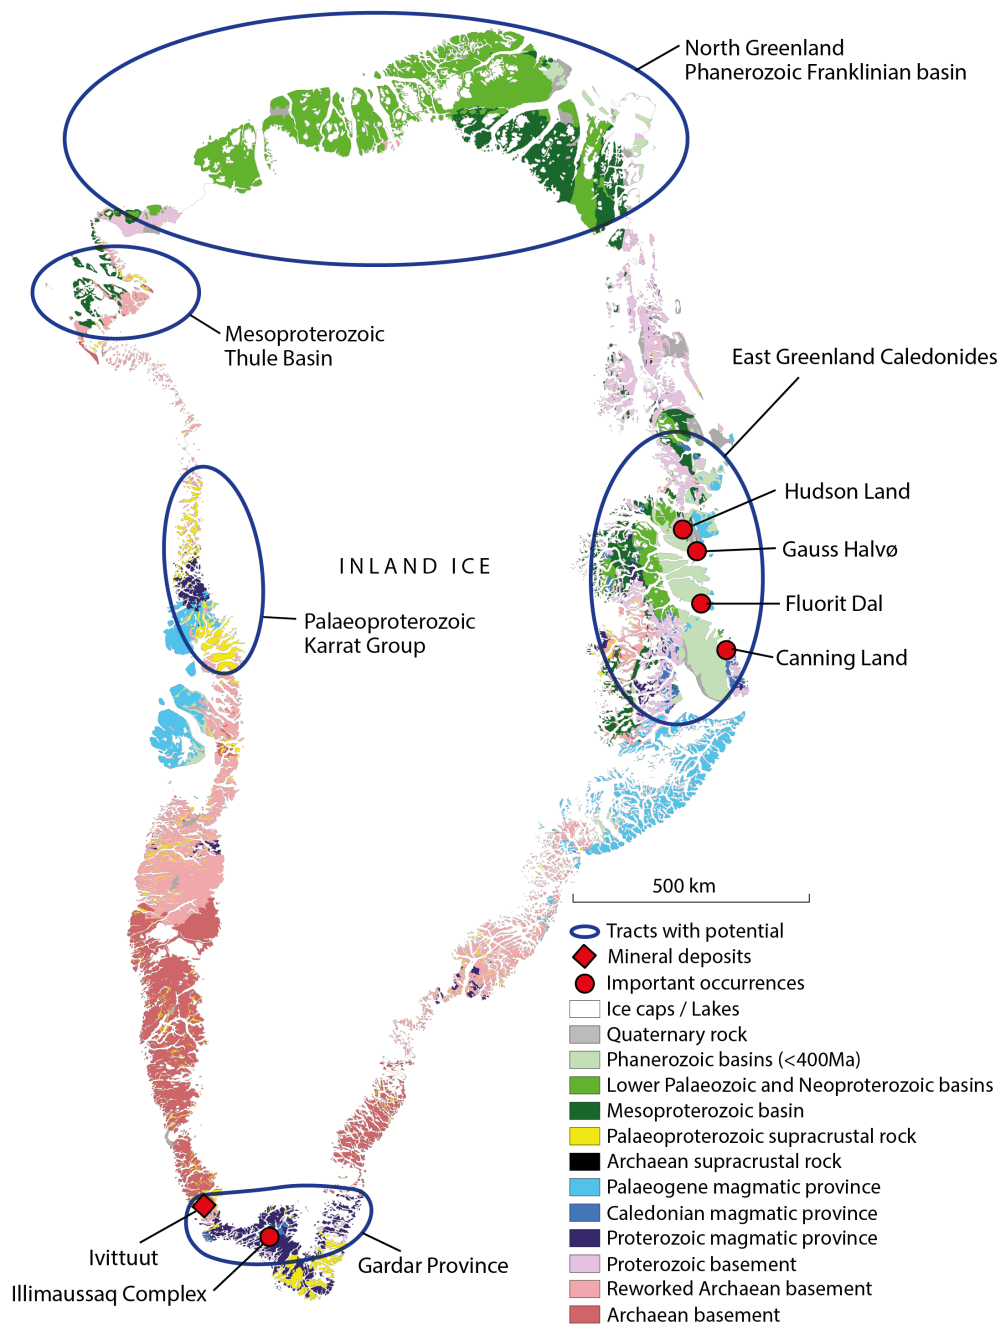 North Greenland
Phanerozoic Franklinian basin
Mesoproterozoic
Thule Basin
East Greenland Caledonides
Hudson Land
Gauss Halvø
INLAND ICE
Fluorit Dal
Palaeoproterozoic
Karrat Group
Canning Land
500 km
Tracts with potential
Mineral deposits
Important occurrences
Ice caps / Lakes
Quaternary rock
Phanerozoic basins (<400Ma)
Lower Palaeozoic and Neoproterozoic basins
Mesoproterozoic basin
Palaeoproterozoic supracrustal rock
Archaean supracrustal rock
Palaeogene magmatic province
Caledonian magmatic province
Proterozoic magmatic province
Proterozoic basement
Reworked Archaean basement
Archaean basement
Ivittuut
Gardar Province
Illimaussaq Complex